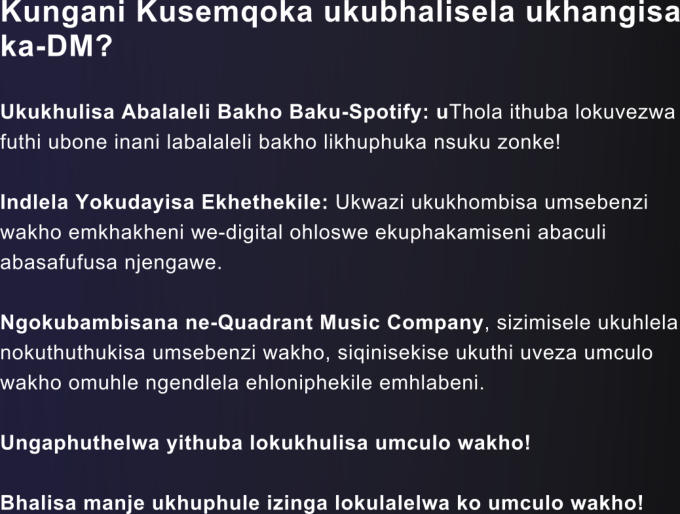 Kungani Kusemqoka ukubhalisela ukhangisa
ka-DM?
Ukukhulisa Abalaleli Bakho Baku-Spotify: uThola ithuba lokuvezwa
futhi ubone inani labalaleli bakho likhuphuka nsuku zonke!
Indlela Yokudayisa Ekhethekile: Ukwazi ukukhombisa umsebenzi
wakho emkhakheni we-digital ohloswe ekuphakamiseni abaculi
abasafufusa njengawe.
Ngokubambisana ne-Quadrant Music Company, sizimisele ukuhlela
nokuthuthukisa umsebenzi wakho, siqinisekise ukuthi uveza umculo
wakho omuhle ngendlela ehloniphekile emhlabeni.
Ungaphuthelwa yithuba lokukhulisa umculo wakho!
Bhalisa manje ukhuphule izinga lokulalelwa ko umculo wakho!